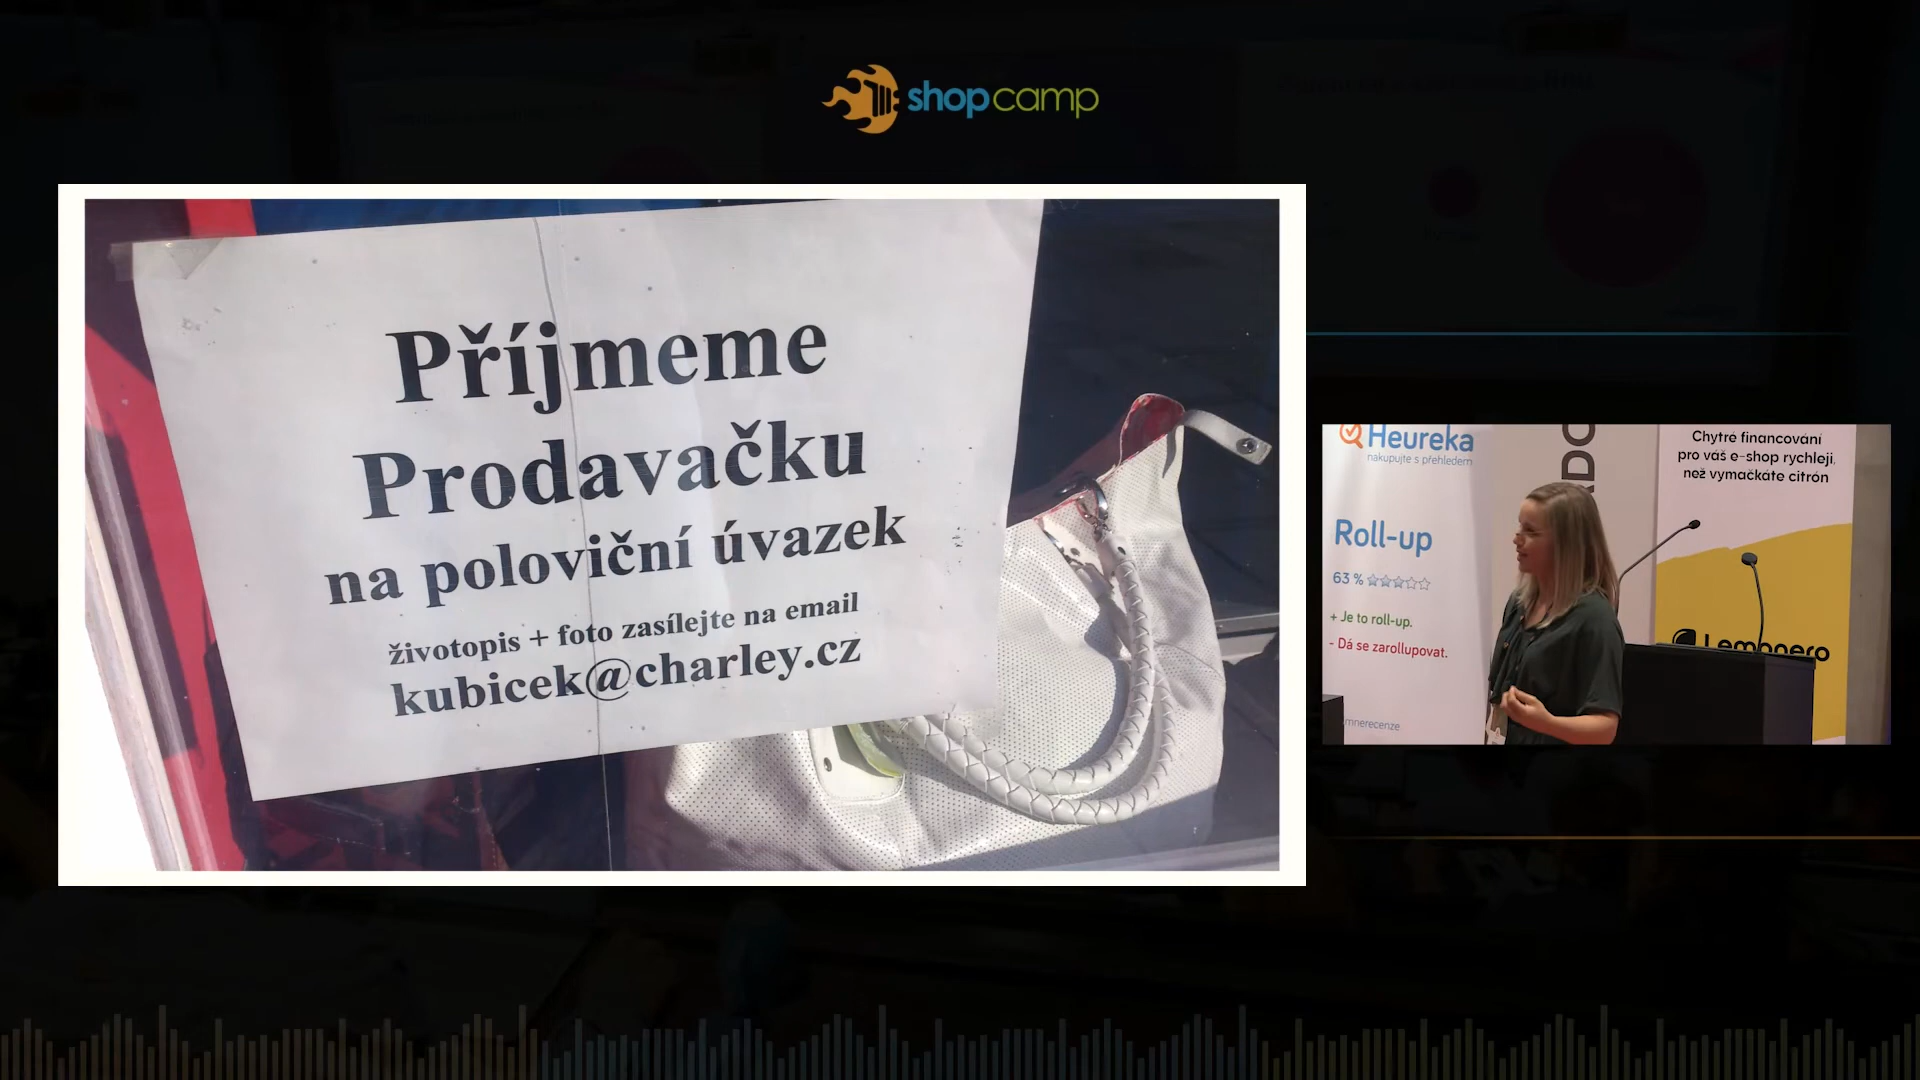 shopcamp
Příjmeme
Prodavačku
na poloviční úvazek
životopis + foto zasílejte na email
kubicek@charley.cz
Heureka
nakupujte s přehledem
Roll-up
63 %
+ Je to roll-up.
- Dá se zarollupovat.
Chytré financování
pro váš e-shop rychleji,
než vymačkáte citrón
Lemonero